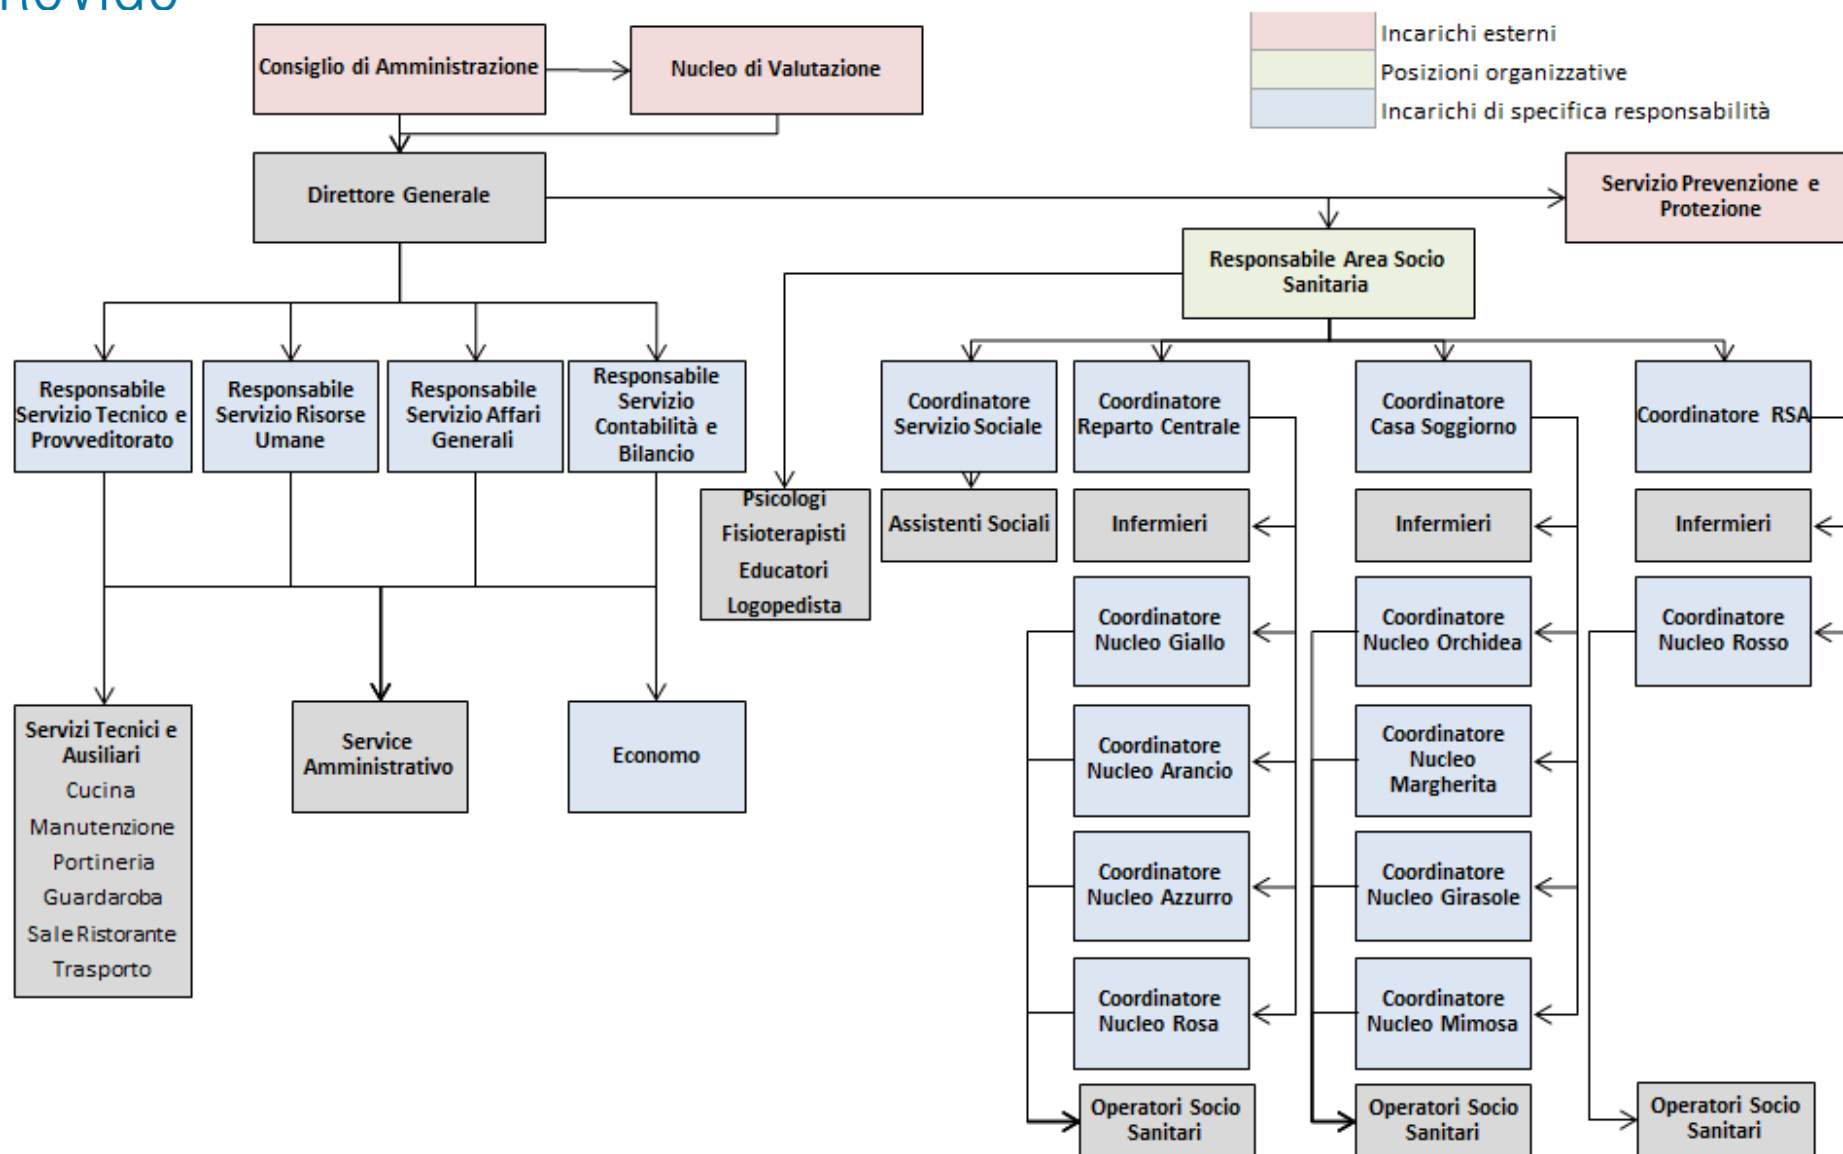 Consiglio di Amministrazione
Nucleo di Valutazione
Incarichi esterni
Posizioni organizzative
Incarichi di specifica responsabilità
Direttore Generale
Servizio Prevenzione e
Protezione
Responsabile Area Socio
Sanitaria
Responsabile
Servizio Tecnico e
Provveditorato
Responsabile
Servizio Risorse
Umane
Responsabile
Servizio Affari
Generali
Responsabile
Servizio
Contabilità e
Bilancio
Coordinatore
Servizio Sociale
Coordinatore
Reparto Centrale
Coordinatore
Casa Soggiorno
Coordinatore RSA
Psicologi
Fisioterapisti
Educatori
Logopedista
Assistenti Sociali
Infermieri
Infermieri
Infermieri
Coordinatore
Nucleo Giallo
Coordinatore
Nucleo Orchidea
Coordinatore
Nucleo Rosso
Servizi Tecnici e
Ausiliari
Cucina
Manutenzione
Portineria
Guardaroba
Sale Ristorante
Trasporto
Service
Amministrativo
Economo
Coordinatore
Nucleo Arancio
Coordinatore
Nucleo
Margherita
Coordinatore
Nucleo Azzurro
Coordinatore
Nucleo Girasole
Coordinatore
Nucleo Rosa
Coordinatore
Nucleo Mimosa
Operatori Socio
Sanitari
Operatori Socio
Sanitari
Operatori Socio
Sanitari